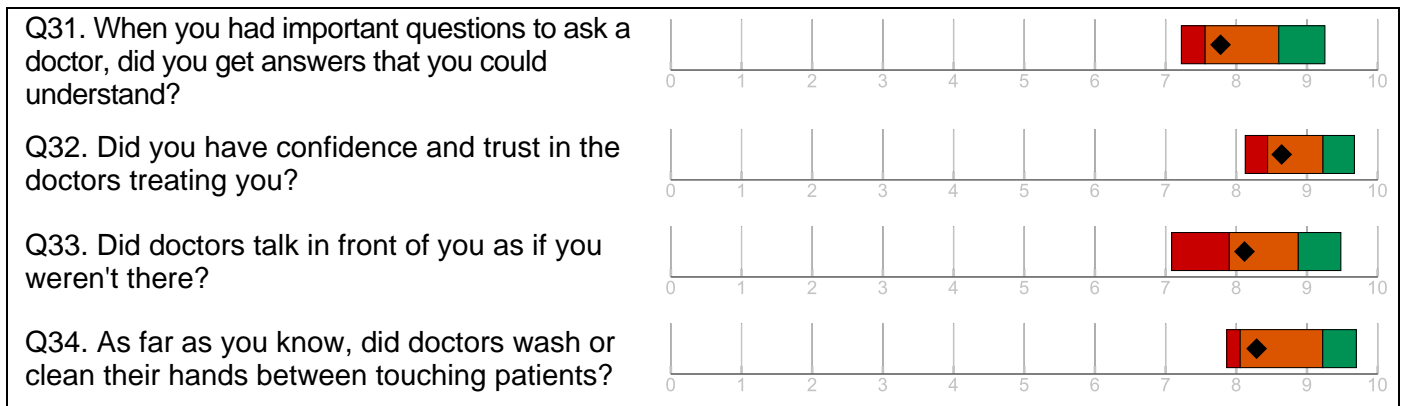 Q31. When you had important questions to ask a
doctor, did you get answers that you could
understand?
0 1 2 3 4 5 6 7 8 9 10
Q32. Did you have confidence and trust in the
doctors treating you?
0 1 2 3 4 5 6 7 8 9 10
Q33. Did doctors talk in front of you as if you
weren't there?
0 1 2 3 4 5 6 7 8 9 10
Q34. As far as you know, did doctors wash or
clean their hands between touching patients?
0 1 2 3 4 5 6 7 8 9 10